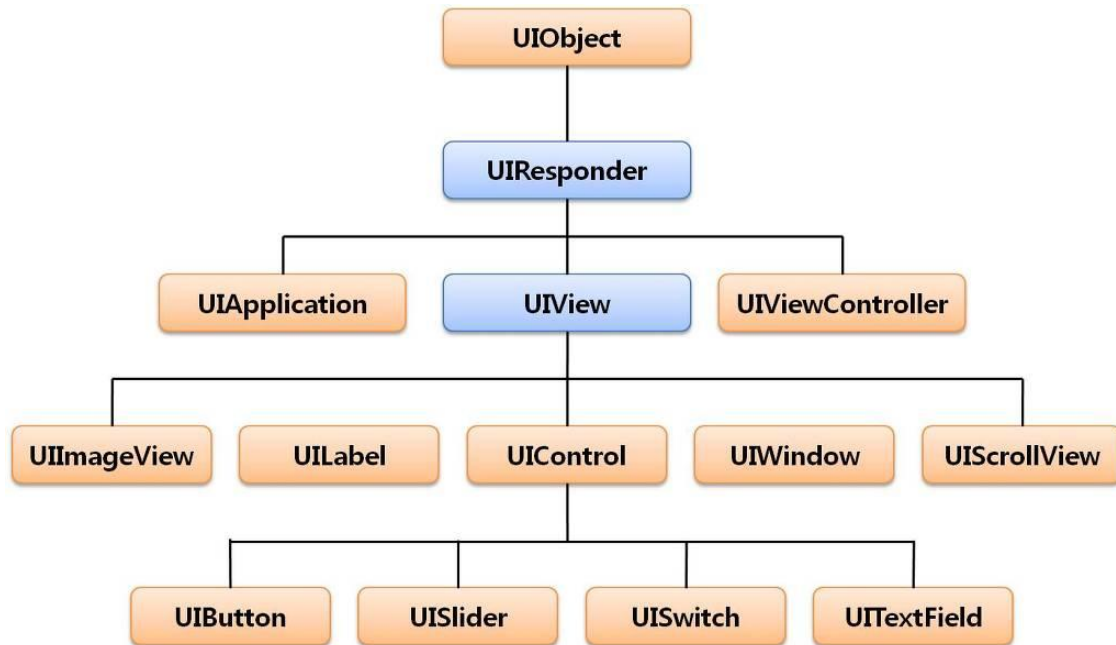 UIObject
UIResponder
UIApplication
UIView
UIViewController
UIImageView
UILabel
UIControl
UIWindow
UIScrollView
UIButton
UISlider
UISwitch
UITextField